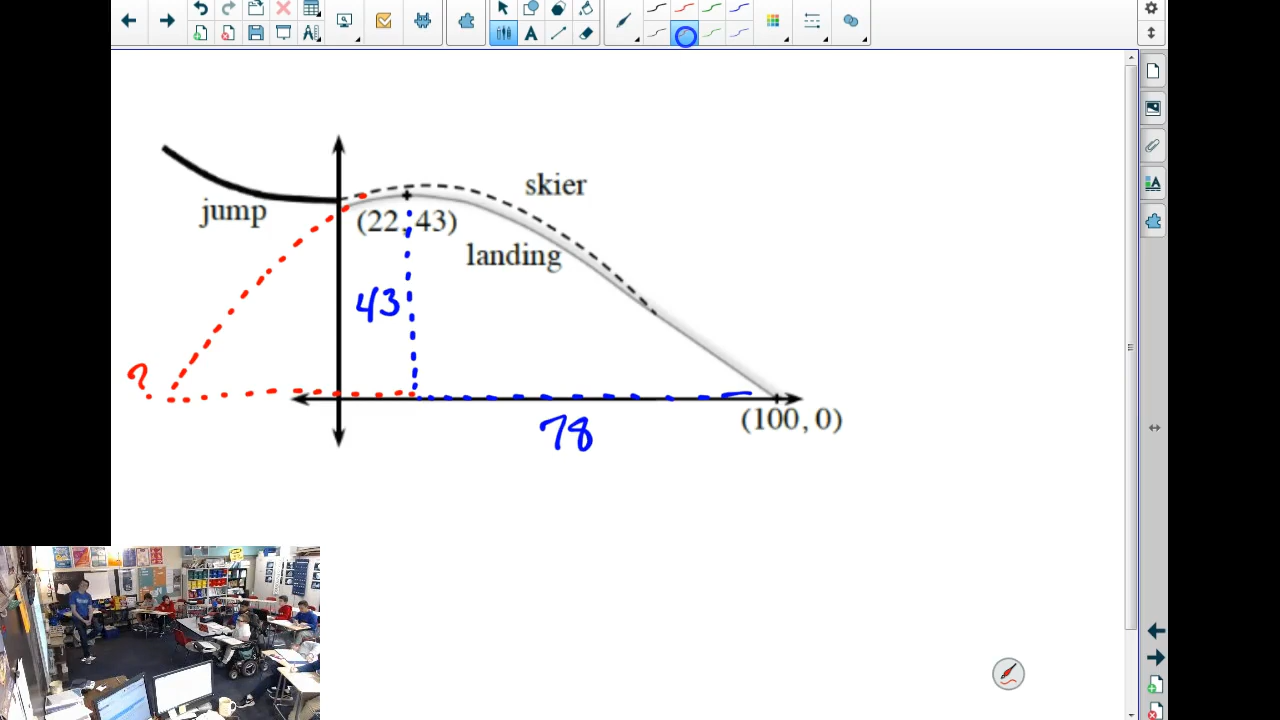 skier
jump
(22, 43)
landing
43
?
(100, 0)
78